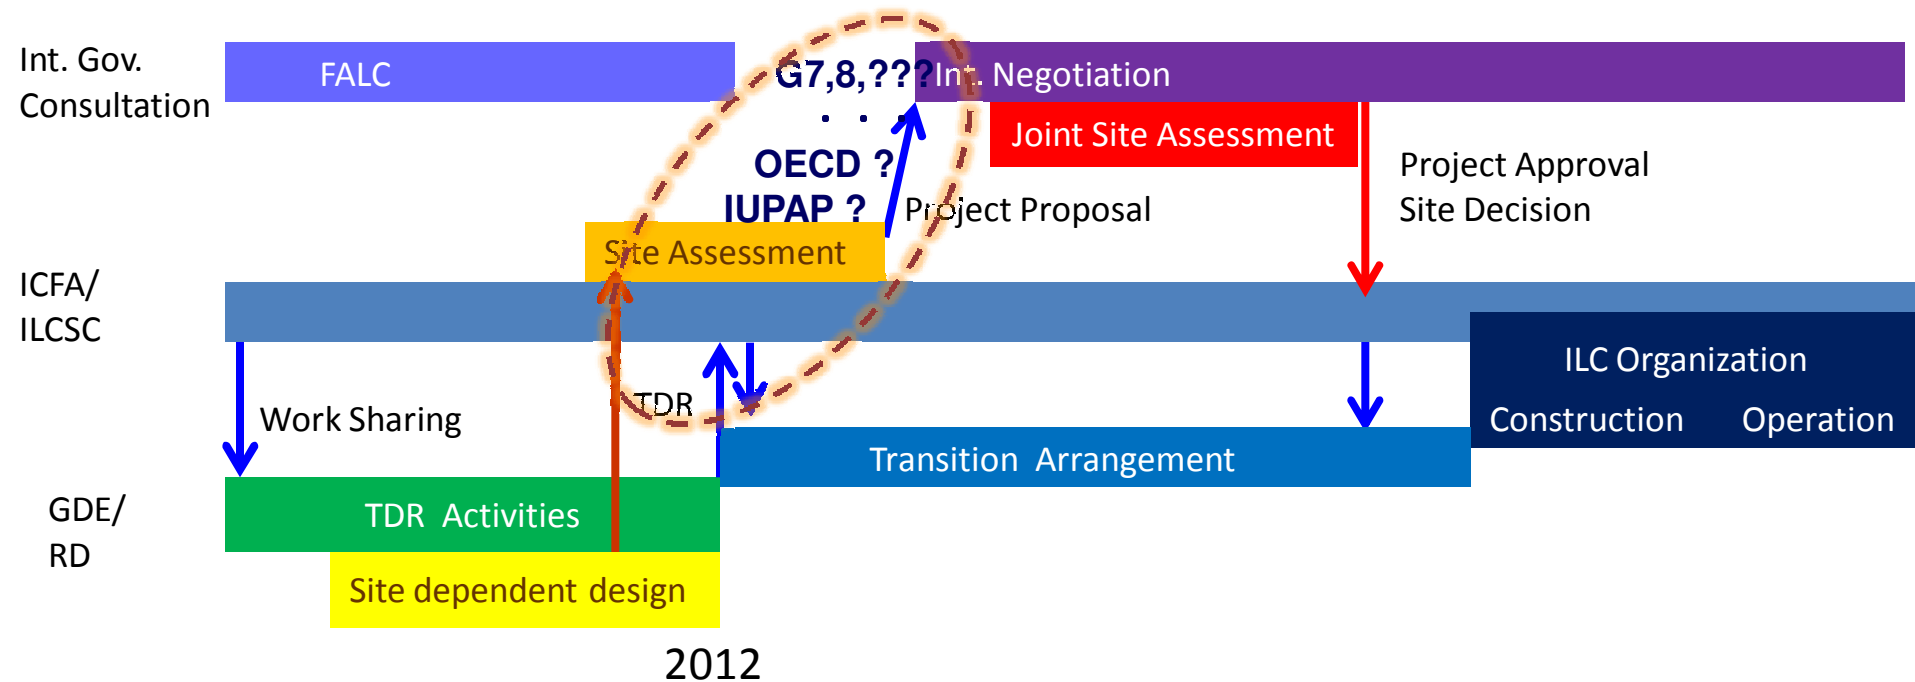 Int. Gov.
Consultation
FALC
G7,8,???
. . .
OECD ?
IUPAP ?
Int. Negotiation
Joint Site Assessment
Project Approval
Site Decision
Project Proposal
Site Assessment
ICFA/
ILCSC
Work Sharing
TDR
ILC Organization
Construction Operation
Transition Arrangement
GDE/
RD
TDR Activities
Site dependent design
2012